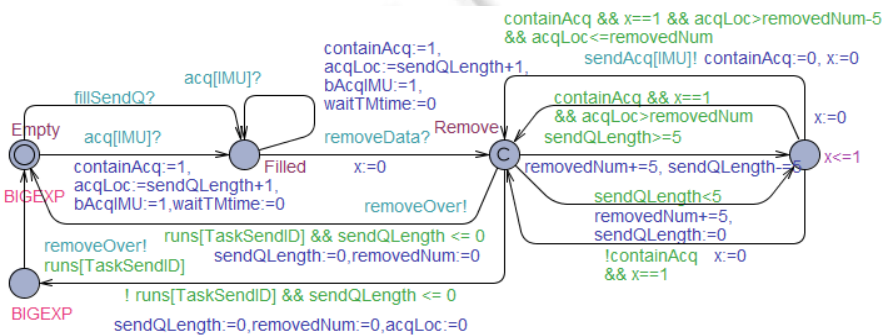 containAcq && x==1 && acqLoc>removedNum-5
&& acqLoc<=removedNum
sendAcq[IMU]! containAcq:=0, x:=0
containAcq:=1,
acqLoc:=sendQLength+1,
bAcqIMU:=1,
waitTMtime:=0
acq[IMU]?
fillSendQ?
containAcq && x==1
&& acqLoc>removedNum
x:=0
Empty
acq[IMU]?
removeData?
Remove
sendQLength>=5
C
Filled
x:=0
removedNum+=5, sendQLength-=5
x<=1
containAcq:=1,
acqLoc:=sendQLength+1,
bAcqIMU:=1,waitTMtime:=0
BIGEXP
removeOver!
sendQLength<5
removedNum+=5,
sendQLength:=0
runs[TaskSendID] && sendQLength <= 0
sendQLength:=0,removedNum:=0
removeOver!
runs[TaskSendID]
!containAcq x:=0
&& x==1
! runs[TaskSendID] && sendQLength <= 0
BIGEXP
sendQLength:=0,removedNum:=0,acqLoc:=0